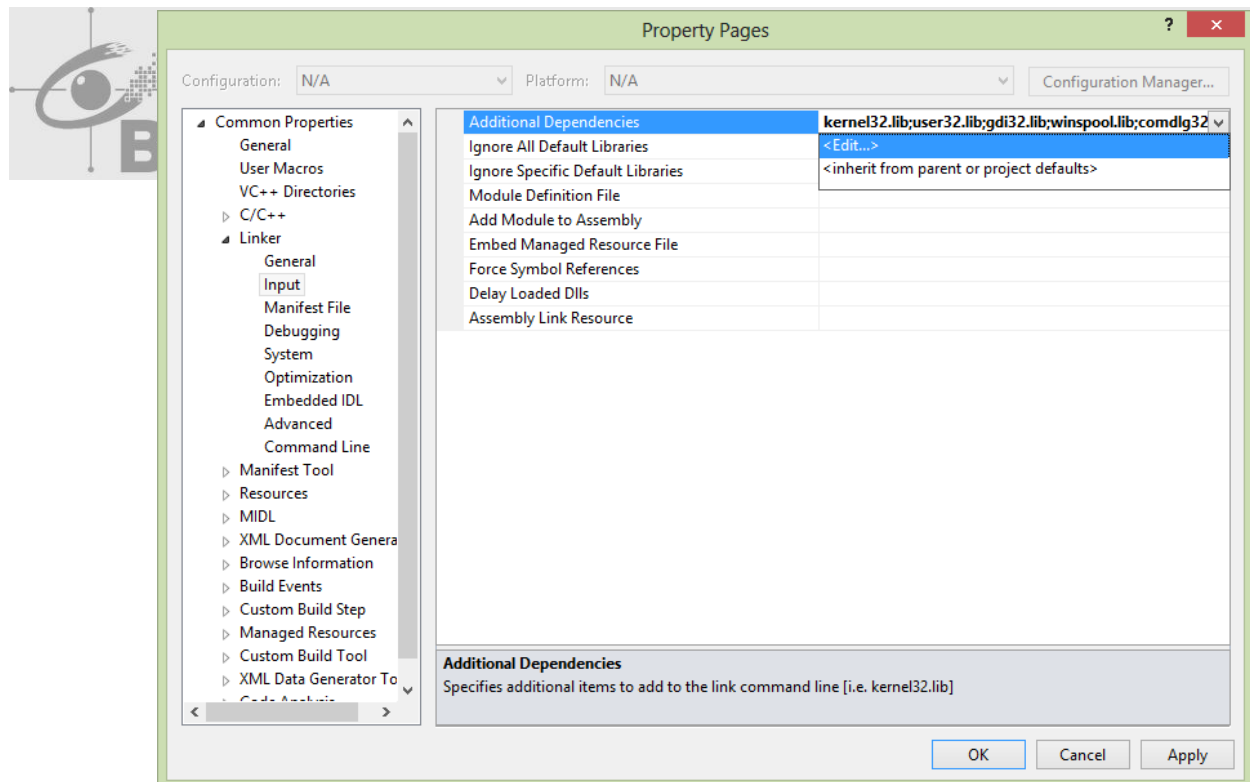 Property Pages
?
×
Configuration: N/A Platform: N/A Configuration Manager...
Common Properties
General
User Macros
VC++ Directories
C/C++
Linker
General
Input
Manifest File
Debugging
System
Optimization
Embedded IDL
Advanced
Command Line
Manifest Tool
Resources
MIDL
XML Document Genera
Browse Information
Build Events
Custom Build Step
Managed Resources
Custom Build Tool
XML Data Generator To
Code Analysis
Additional Dependencies kernel32.lib;user32.lib;gdi32.lib;winspool.lib;comdlg32
Ignore All Default Libraries <Edit...>
Ignore Specific Default Libraries <inherit from parent or project defaults>
Module Definition File
Add Module to Assembly
Embed Managed Resource File
Force Symbol References
Delay Loaded Dlls
Assembly Link Resource
Additional Dependencies
Specifies additional items to add to the link command line [i.e. kernel32.lib]
OK Cancel Apply
B